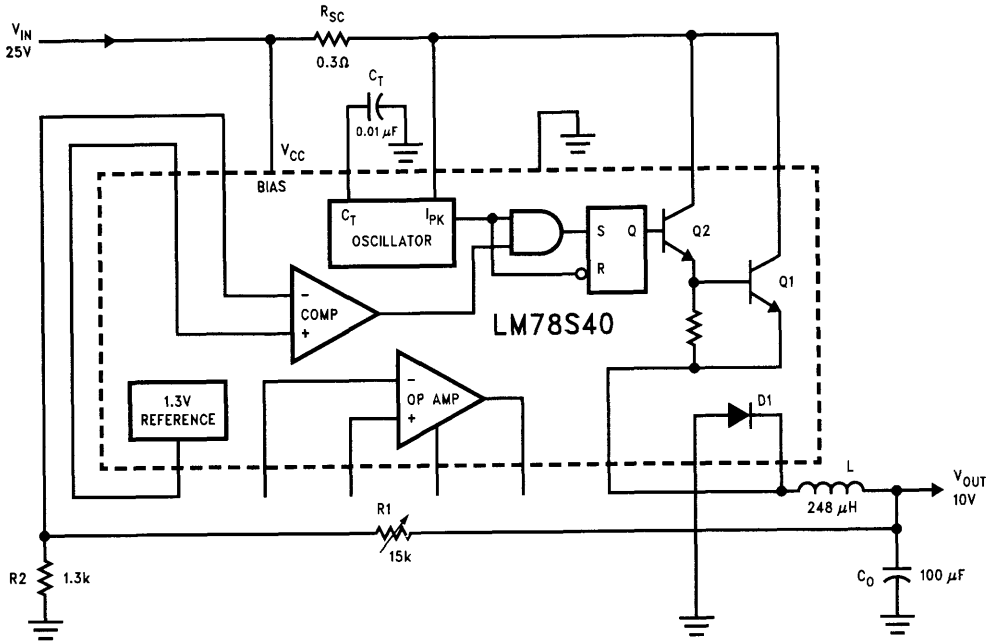 V_IN
25V
R_SC
0.3Ω
C_T
0.01 μF
V_CC
BIAS
C_T
I_PK
OSCILLATOR
S
Q
R
Q2
Q1
−
COMP
+
LM78S40
1.3V
REFERENCE
−
OP AMP
+
D1
L
248 μH
V_OUT
10V
R1
15k
R2
1.3k
C_O
100 μF